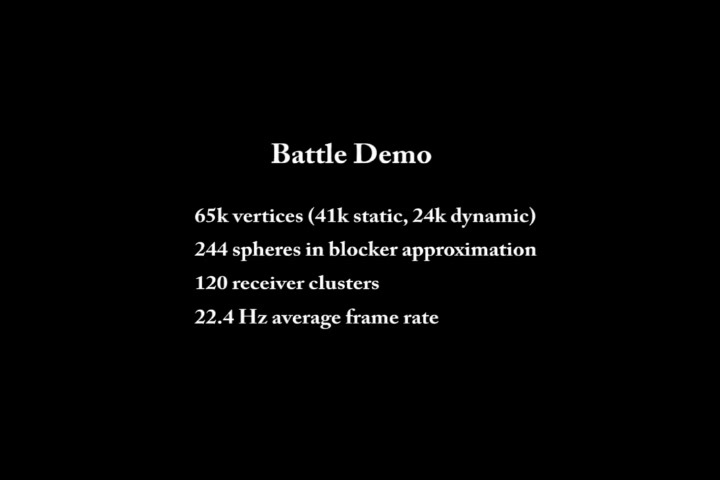 Battle Demo
65k vertices (41k static, 24k dynamic)
244 spheres in blocker approximation
120 receiver clusters
22.4 Hz average frame rate